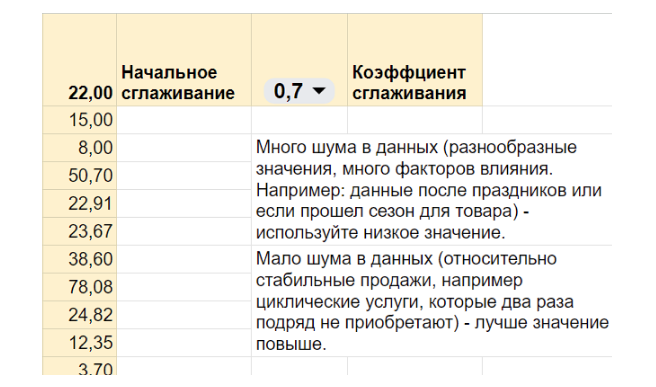 Начальное Коэффциент
22,00 сглаживание 0,7 сглаживания
15,00
8,00 Много шума в данных (разнообразные
50,70 значения, много факторов влияния.
22,91 Например: данные после праздников или
если прошел сезон для товара) -
23,67 используйте низкое значение.
38,60 Мало шума в данных (относительно
78,08 стабильные продажи, например
циклические услуги, которые два раза
24,82 подряд не приобретают) - лучше значение
12,35 повыше.
3,70